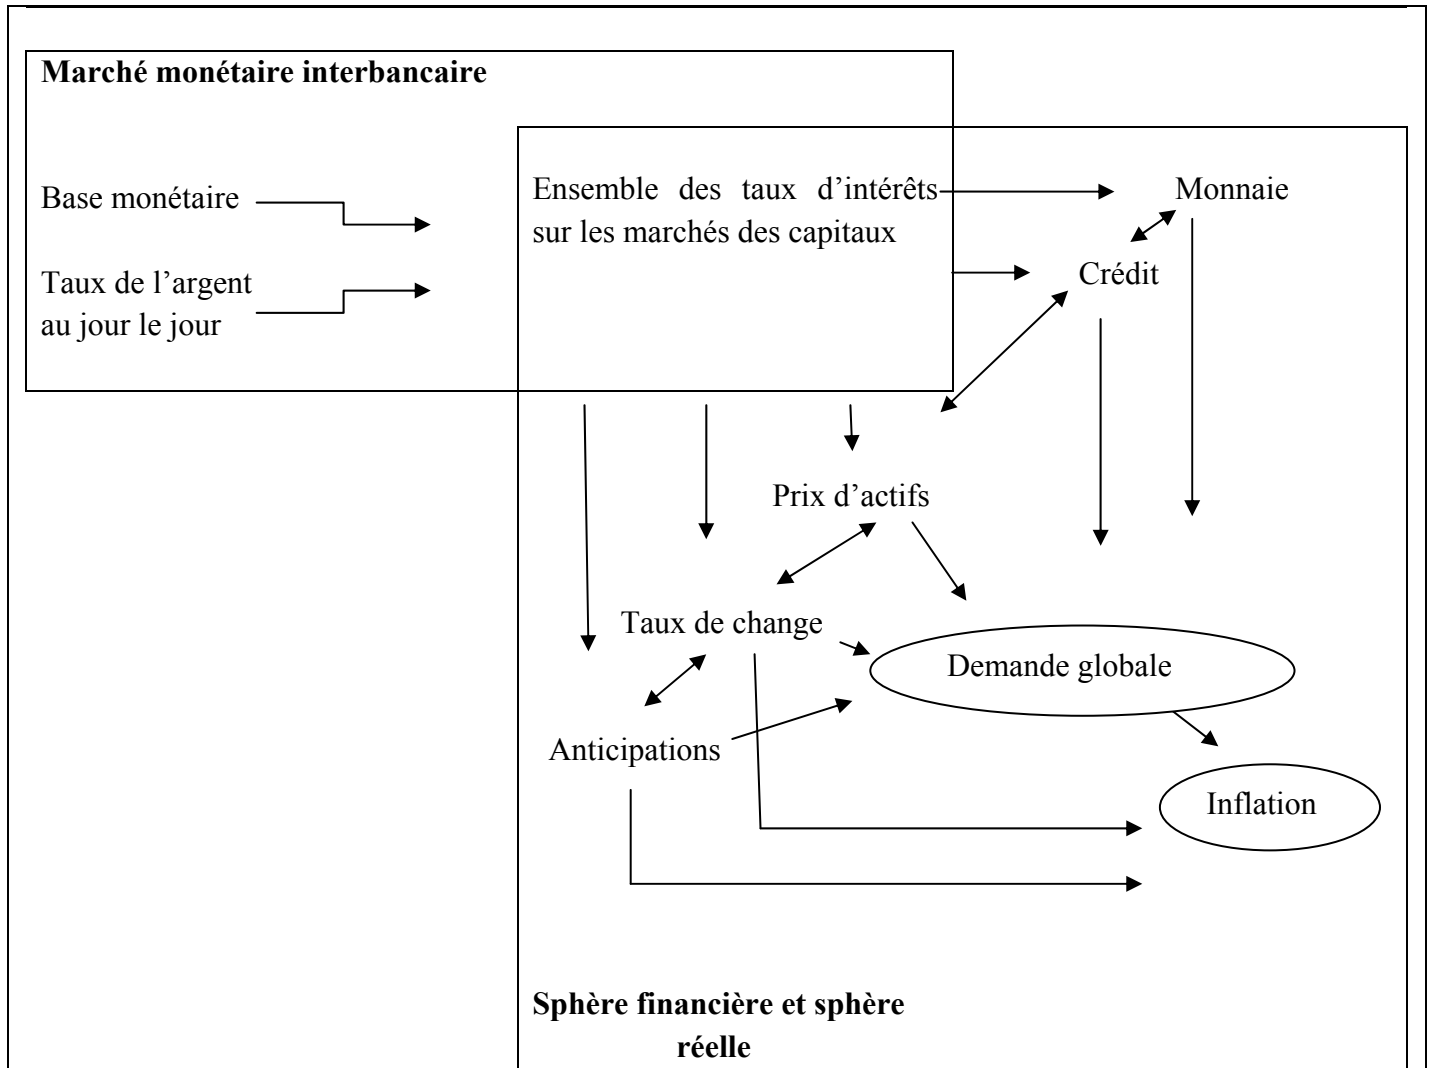 Marché monétaire interbancaire
Base monétaire
Taux de l’argent
au jour le jour
Ensemble des taux d’intérêts
sur les marchés des capitaux
Monnaie
Crédit
Prix d’actifs
Taux de change
Demande globale
Anticipations
Inflation
Sphère financière et sphère
réelle